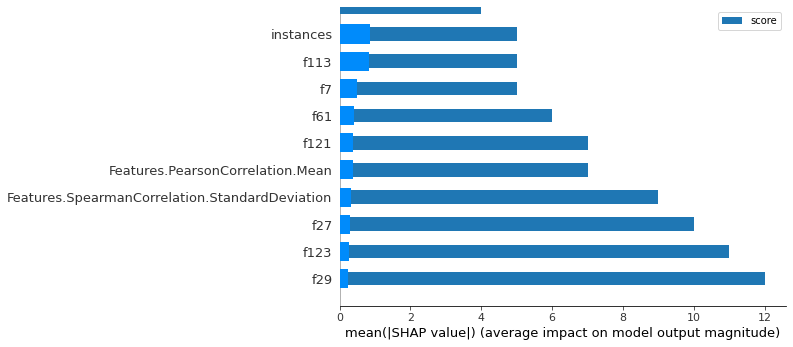 score
instances
f113
f7
f61
f121
Features.PearsonCorrelation.Mean
Features.SpearmanCorrelation.StandardDeviation
f27
f123
f29
0 2 4 6 8 10 12
mean(|SHAP value|) (average impact on model output magnitude)